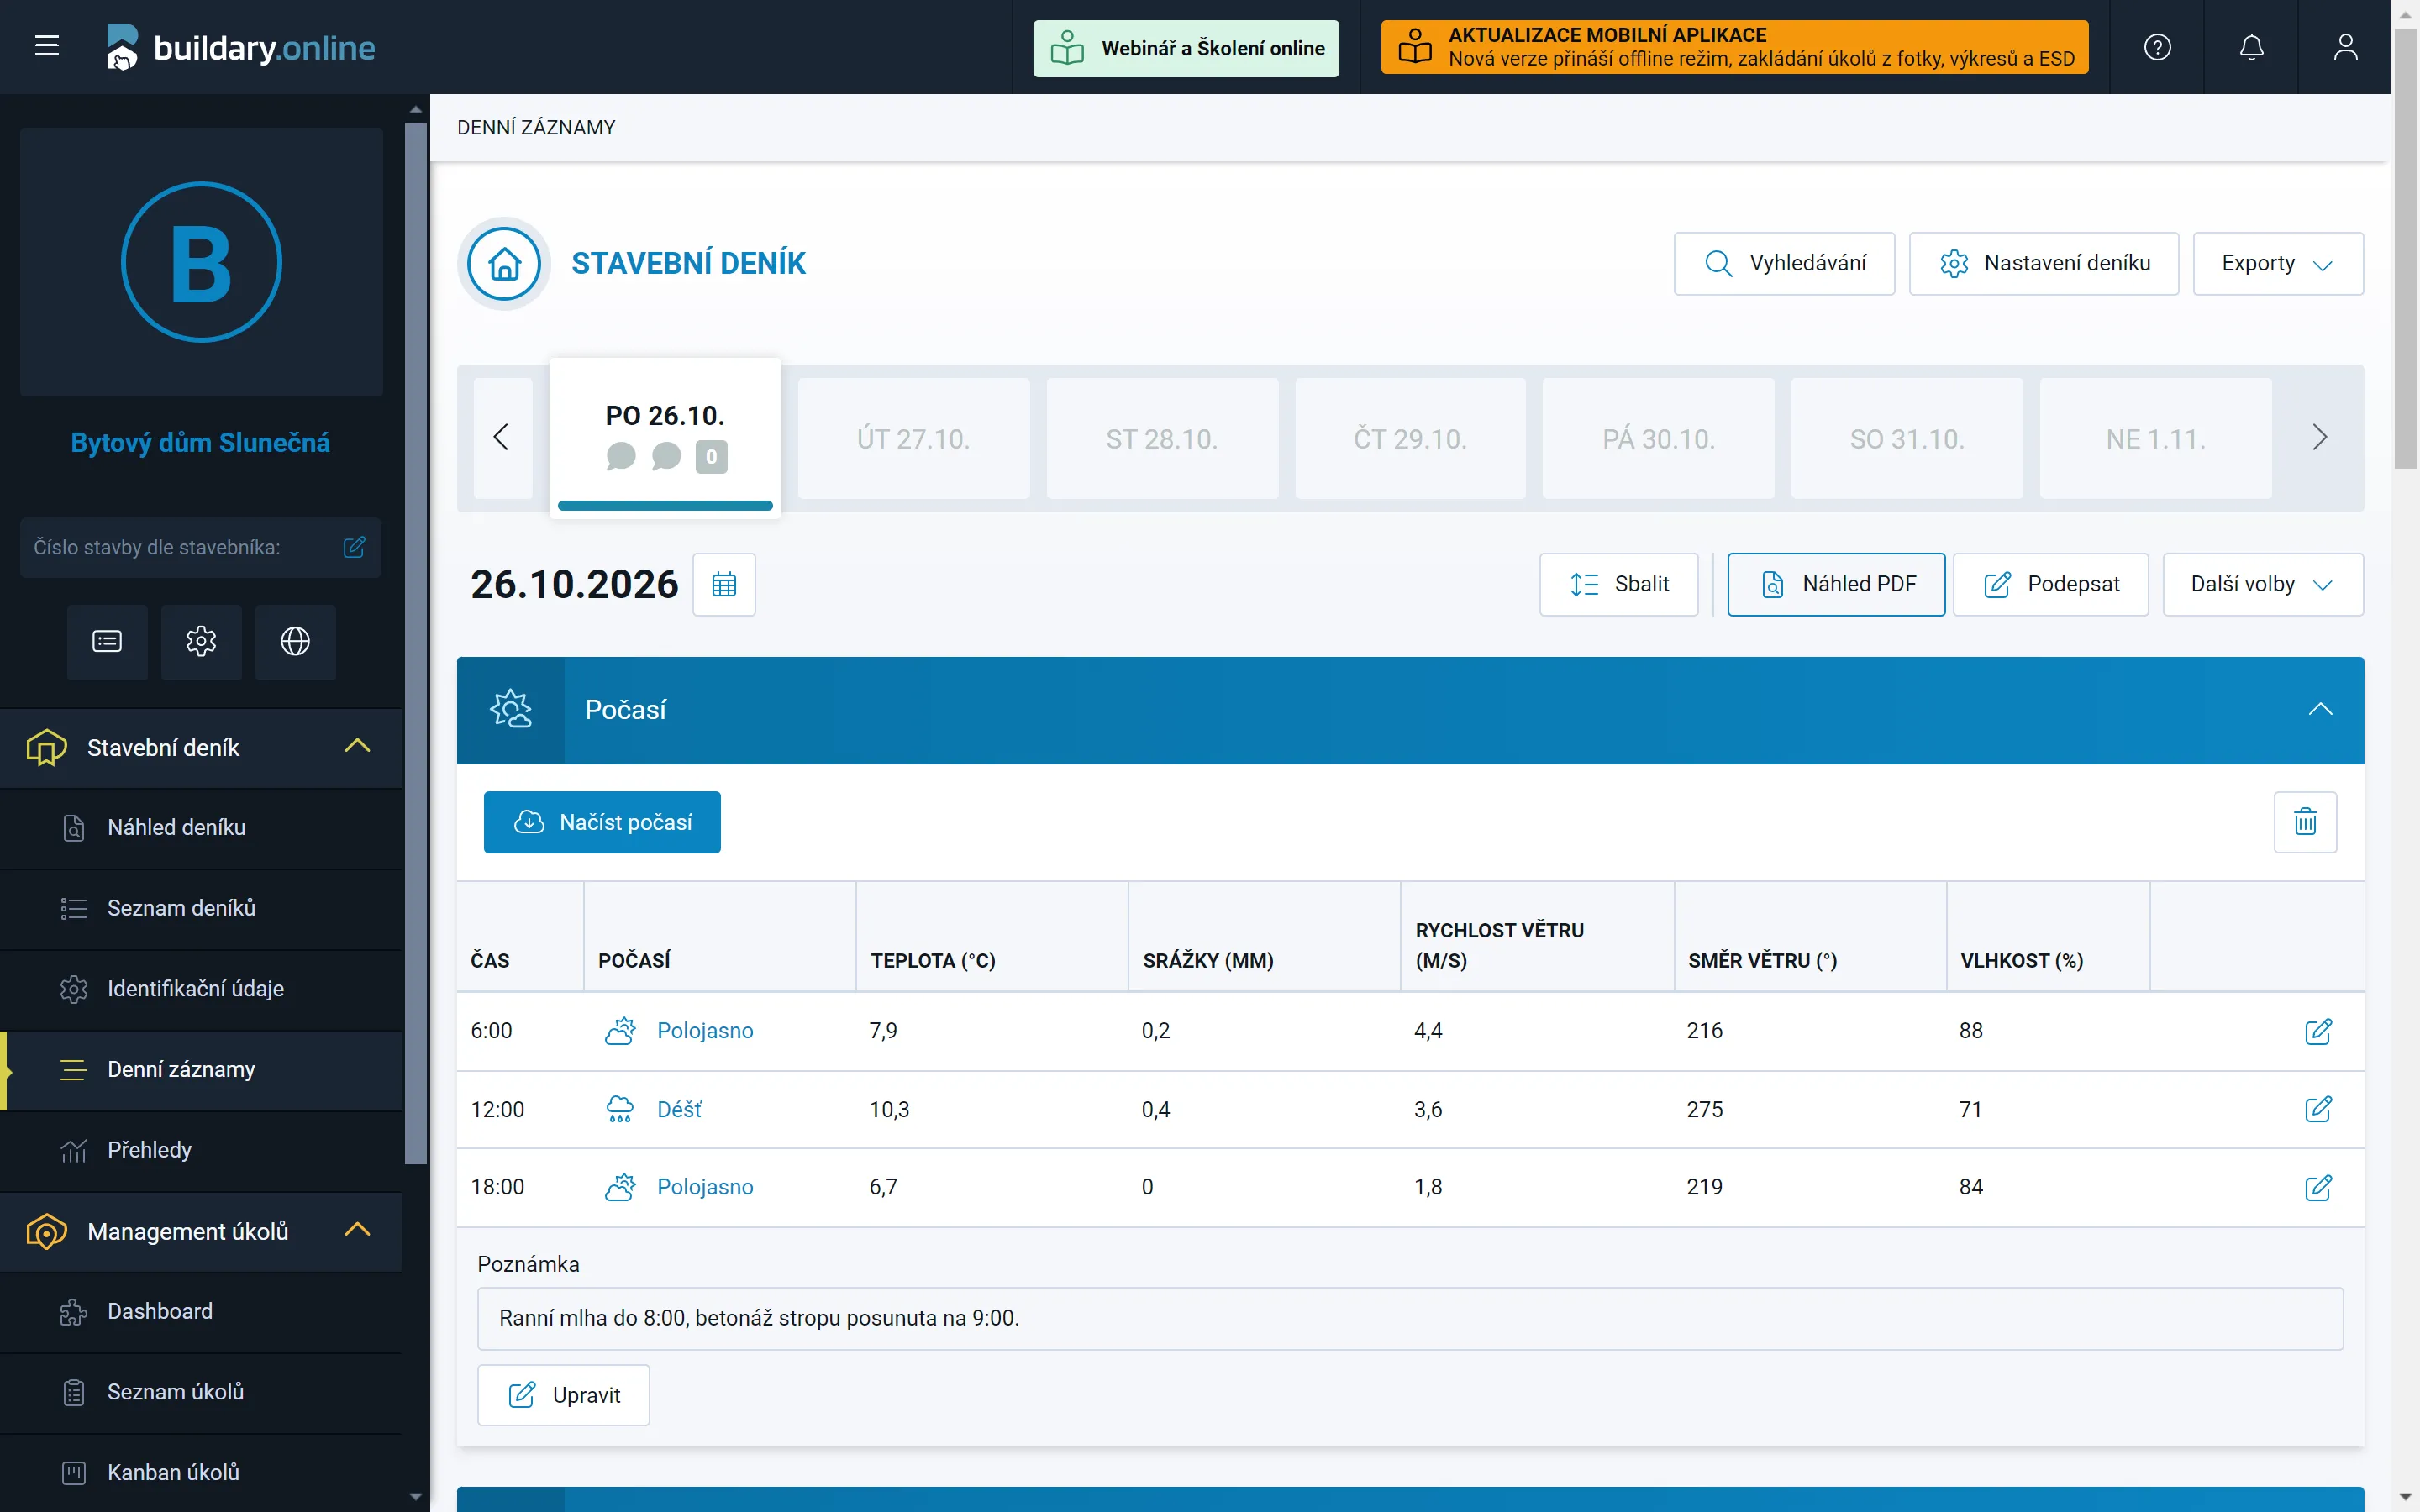 buildary.online
Webinář a Školení online
AKTUALIZACE MOBILNÍ APLIKACE
Nová verze přináší offline režim, zakládání úkolů z fotky, výkresů a ESD
B
Bytový dům Slunečná
Číslo stavby dle stavebníka:
Stavební deník
Náhled deníku
Seznam deníků
Identifikační údaje
Denní záznamy
Přehledy
Management úkolů
Dashboard
Seznam úkolů
Kanban úkolů
DENNÍ ZÁZNAMY
STAVEBNÍ DENÍK
Vyhledávání
Nastavení deníku
Exporty
PO 26.10.
0
ÚT 27.10.
ST 28.10.
ČT 29.10.
PÁ 30.10.
SO 31.10.
NE 1.11.
26.10.2026
Sbalit
Náhled PDF
Podepsat
Další volby
Počasí
Načíst počasí
ČAS POČASÍ TEPLOTA (°C) SRÁŽKY (MM) RYCHLOST VĚTRU (M/S) SMĚR VĚTRU (°) VLHKOST (%)
6:00 Polojasno 7,9 0,2 4,4 216 88
12:00 Déšť 10,3 0,4 3,6 275 71
18:00 Polojasno 6,7 0 1,8 219 84
Poznámka
Ranní mlha do 8:00, betonáž stropu posunuta na 9:00.
Upravit